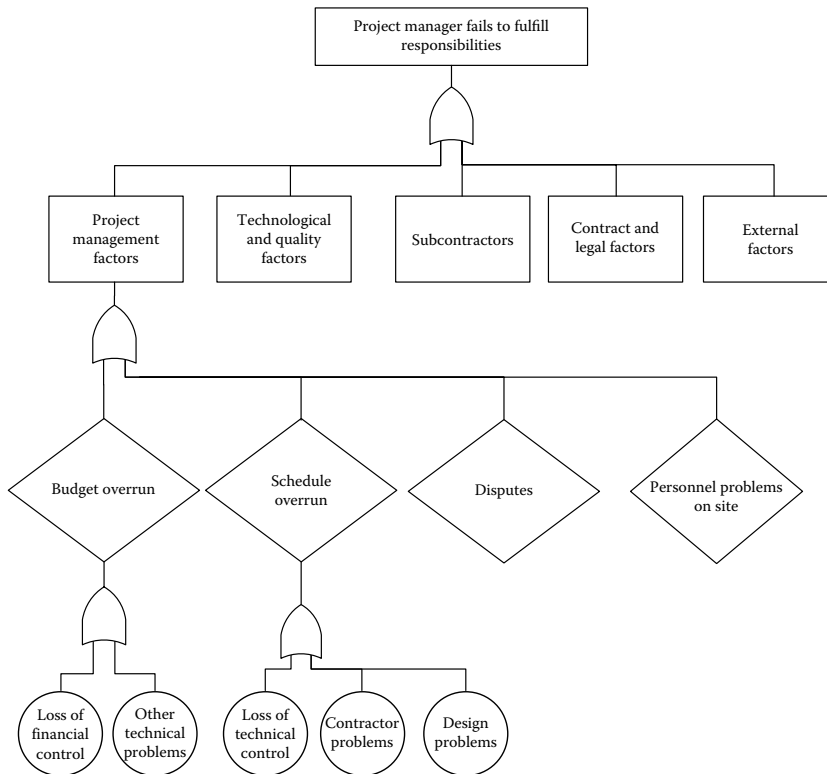 Project manager fails to fulfill
responsibilities
Project
management
factors
Technological
and quality
factors
Subcontractors
Contract and
legal factors
External
factors
Budget overrun
Schedule
overrun
Disputes
Personnel problems
on site
Loss of
financial
control
Other
technical
problems
Loss of
technical
control
Contractor
problems
Design
problems